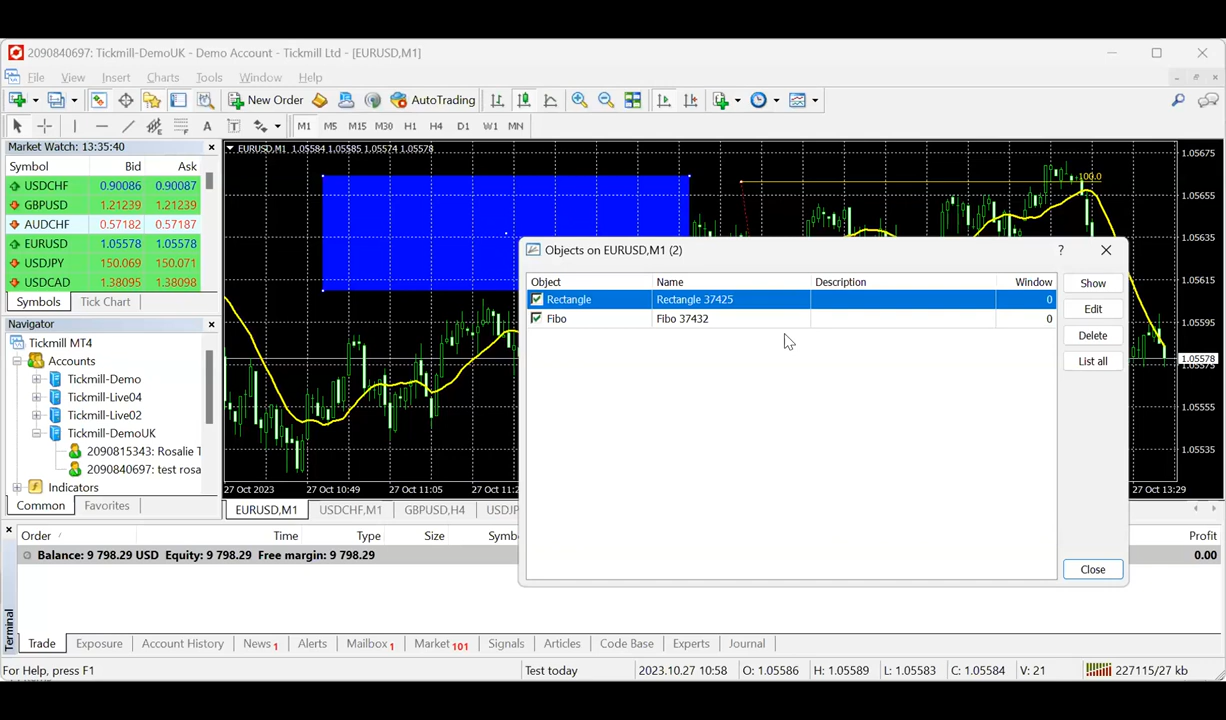 2090840697: Tickmill-DemoUK - Demo Account - Tickmill Ltd - [EURUSD,M1]
File View Insert Charts Tools Window Help
New Order AutoTrading
A T M1 M5 M15 M30 H1 H4 D1 W1 MN
Market Watch: 13:35:40
Symbol Bid Ask
USDCHF 0.90086 0.90087
GBPUSD 1.21239 1.21239
AUDCHF 0.57182 0.57187
EURUSD 1.05578 1.05578
USDJPY 150.069 150.071
USDCAD 1.38095 1.38098
Symbols Tick Chart
Navigator
Tickmill MT4
Accounts
Tickmill-Demo
Tickmill-Live04
Tickmill-Live02
Tickmill-DemoUK
2090815343: Rosalie T
2090840697: test rosa
Indicators
Common Favorites
EURUSD,M1 1.05584 1.05585 1.05574 1.05578
100.0
1.05675
1.05655
1.05635
1.05615
1.05595
1.05578
1.05575
1.05555
1.05535
27 Oct 2023 27 Oct 10:49 27 Oct 11:05 27 Oct 11:2 27 Oct 13:29
EURUSD,M1 USDCHF,M1 GBPUSD,H4 USDJP
Objects on EURUSD,M1 (2) ?
Object Name Description Window
Rectangle Rectangle 37425 0
Fibo Fibo 37432 0
Show
Edit
Delete
List all
Close
Order / Time Type Size Symbo Profit
Balance: 9 798.29 USD Equity: 9 798.29 Free margin: 9 798.29 0.00
Terminal
Trade Exposure Account History News 1 Alerts Mailbox 1 Market 101 Signals Articles Code Base Experts Journal
For Help, press F1 Test today 2023.10.27 10:58 O: 1.05586 H: 1.05589 L: 1.05583 C: 1.05584 V: 21 227115/27 kb